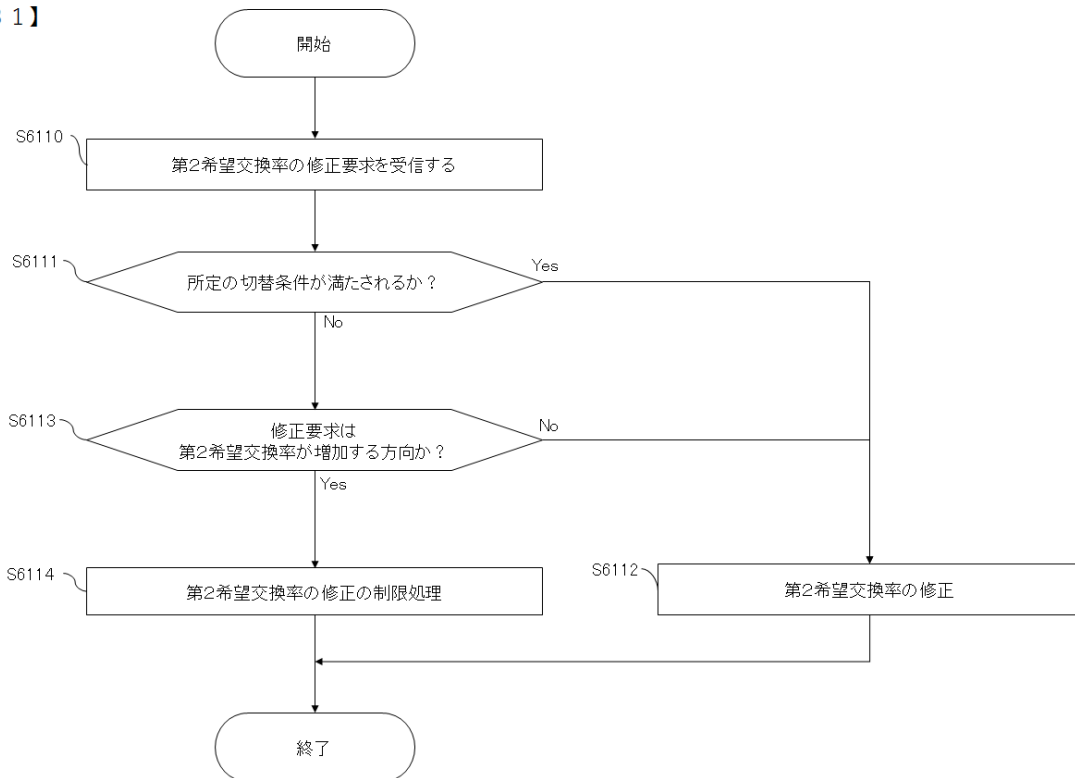 1】
開始
S6110
第2希望交換率の修正要求を受信する
S6111
所定の切替条件が満たされるか?
Yes
No
S6113
修正要求は
第2希望交換率が増加する方向か?
No
Yes
S6114
第2希望交換率の修正の制限処理
S6112
第2希望交換率の修正
終了